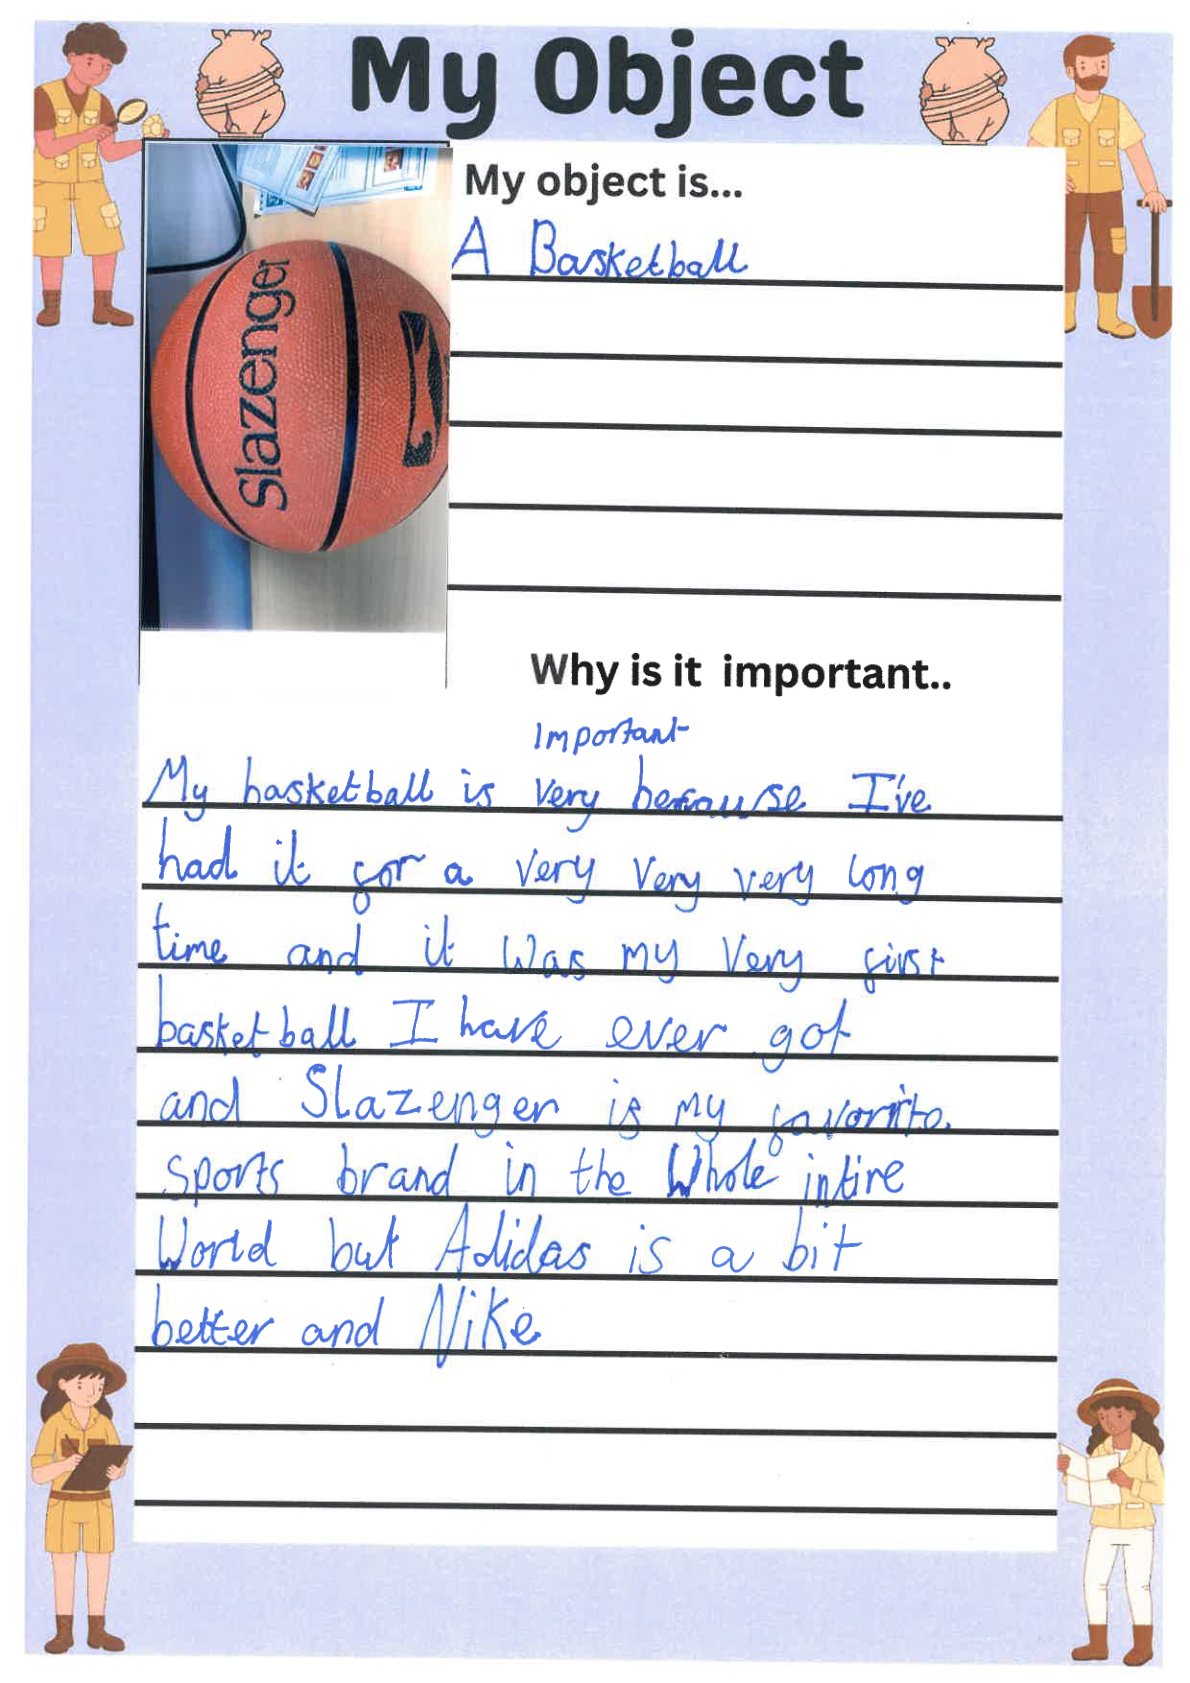 My Object
Slazenger
My object is...
A Basketball
Why is it important..
Important
My basketball is very because I've
had it for a very very very long
time and it was my very first
basketball I have ever got
and Slazenger is my favorite
sports brand in the whole intire
World but Adidas is a bit
better and Nike